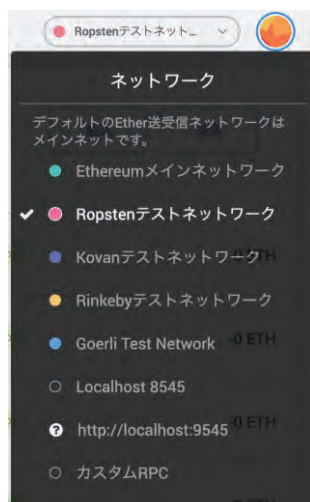 Ropstenテストネット…
ネットワーク
デフォルトのEther送受信ネットワークは
メインネットです。
Ethereumメインネットワーク
Ropstenテストネットワーク
Kovanテストネットワーク
ETH
Rinkebyテストネットワーク
Goerli Test Network
-0 ETH
Localhost 8545
http://localhost:9545
-0 ETH
カスタムRPC